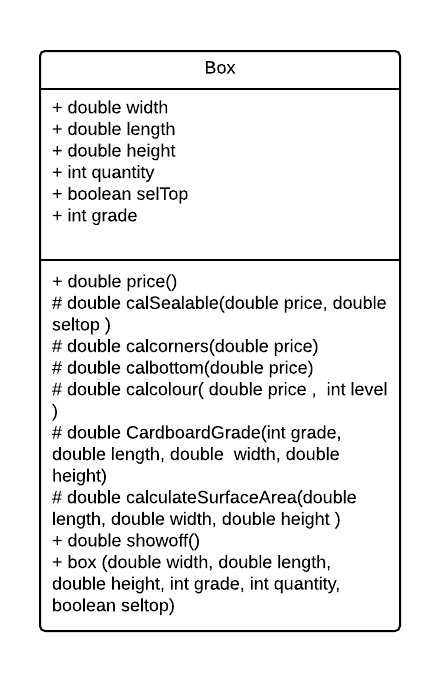 Box
+ double width
+ double length
+ double height
+ int quantity
+ boolean selTop
+ int grade
+ double price()
# double calSealable(double price, double
seltop )
# double calcorners(double price)
# double calbottom(double price)
# double calcolour( double price ,  int level
)
# double CardboardGrade(int grade,
double length, double  width, double
height)
# double calculateSurfaceArea(double
length, double width, double height )
+ double showoff()
+ box (double width, double length,
double height, int grade, int quantity,
boolean seltop)